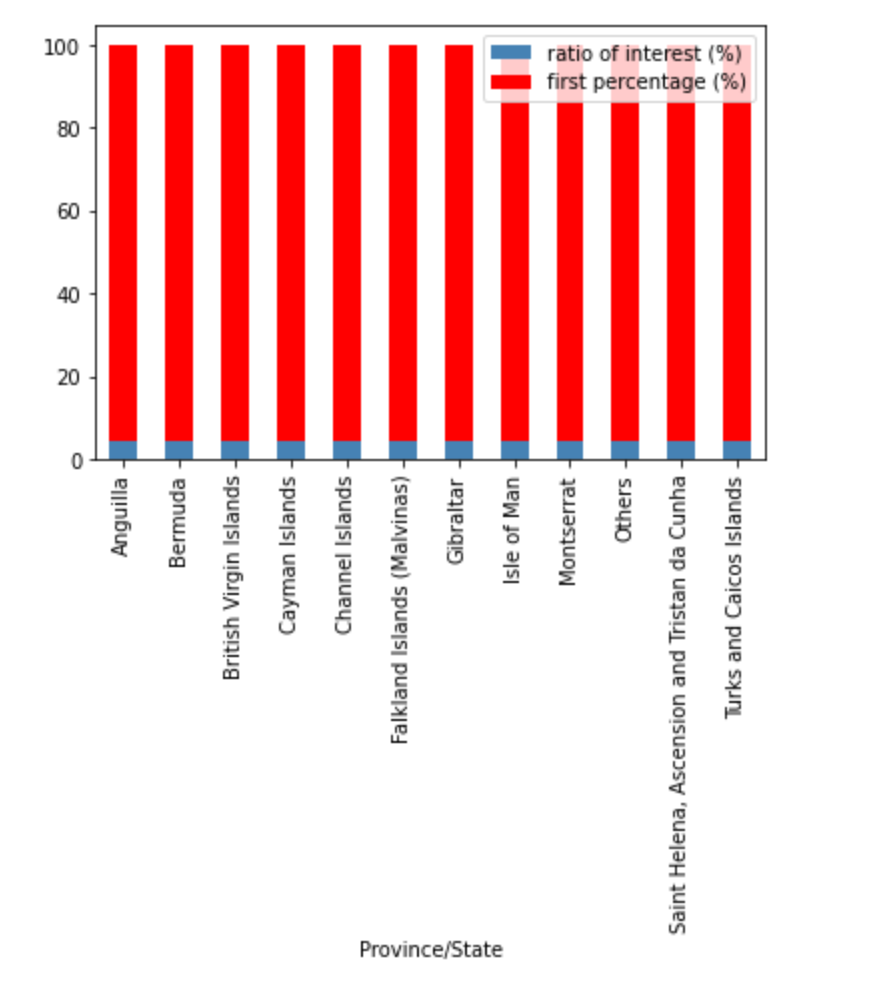 100
80
60
40
20
0
ratio of interest (%)
first percentage (%)
Anguilla
Bermuda
British Virgin Islands
Cayman Islands
Channel Islands
Falkland Islands (Malvinas)
Gibraltar
Isle of Man
Montserrat
Others
Saint Helena, Ascension and Tristan da Cunha
Turks and Caicos Islands
Province/State